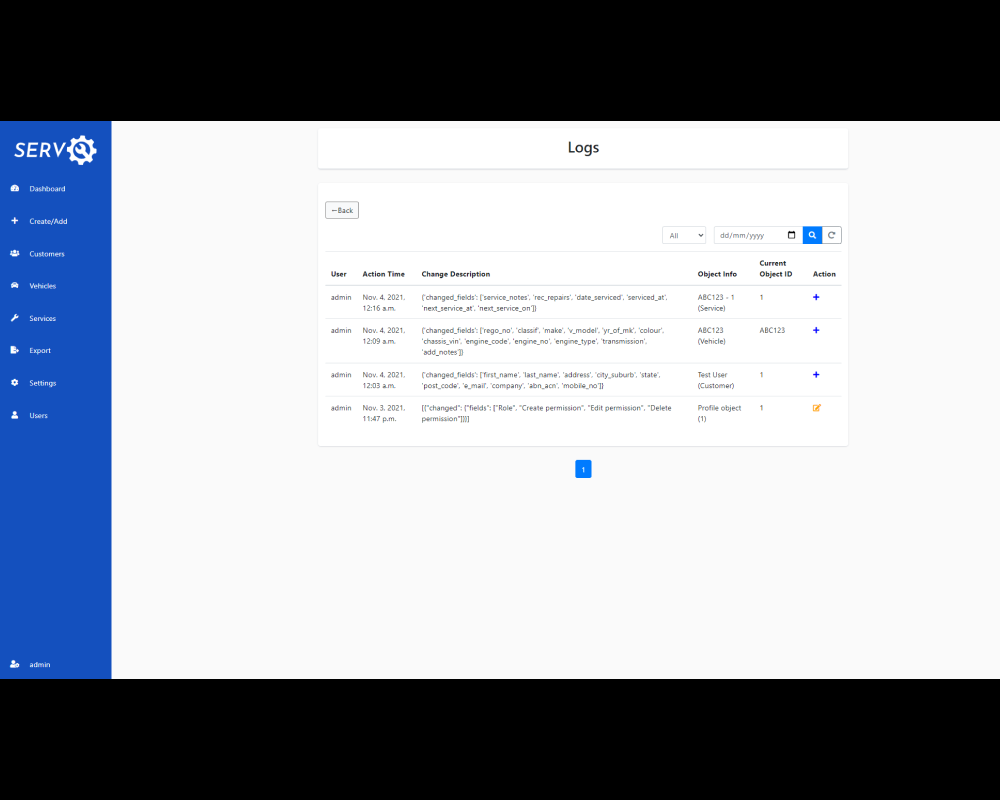 SERVO
Dashboard
Create/Add
Customers
Vehicles
Services
Export
Settings
Users
admin
Logs
←Back
All
dd/mm/yyyy
User Action Time Change Description Object Info Current Object ID Action
admin Nov. 4, 2021, {'changed_fields': ['service_notes', 'rec_repairs', 'date_serviced', 'serviced_at', ABC123 - 1 1
12:16 a.m. 'next_service_at', 'next_service_on']} (Service)
admin Nov. 4, 2021, {'changed_fields': ['rego_no', 'classif', 'make', 'v_model', 'yr_of_mk', 'colour', ABC123 ABC123
12:09 a.m. 'chassis_vin', 'engine_code', 'engine_no', 'engine_type', 'transmission', (Vehicle)
'add_notes']}
admin Nov. 4, 2021, {'changed_fields': ['first_name', 'last_name', 'address', 'city_suburb', 'state', Test User 1
12:03 a.m. 'post_code', 'e_mail', 'company', 'abn_acn', 'mobile_no']} (Customer)
admin Nov. 3, 2021, [{"changed": {"fields": ["Role", "Create permission", "Edit permission", "Delete Profile object 1
11:47 p.m. permission"]}}] (1)
1